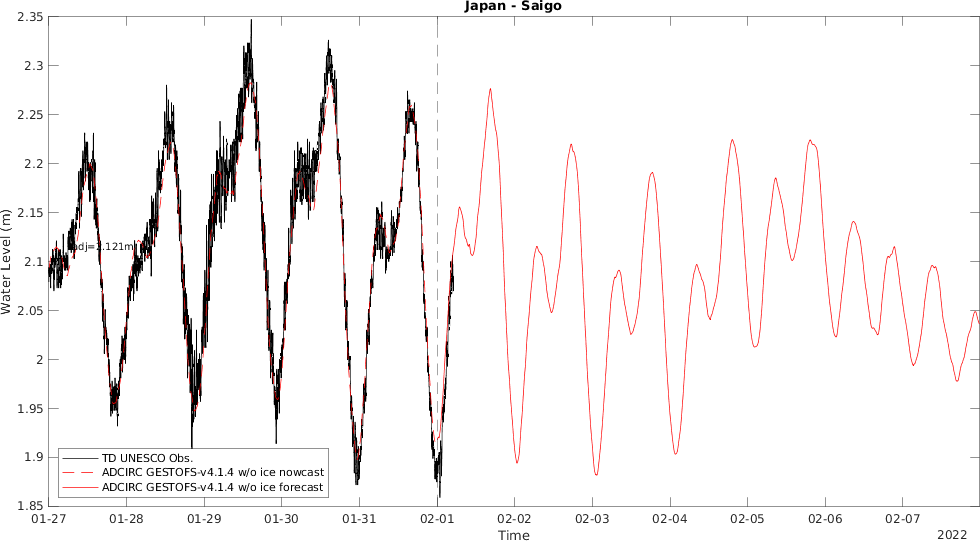 Japan - Saigo
2.35
2.3
2.25
2.2
2.15
2.1
2.05
2
1.95
1.9
1.85
Water Level (m)
adj=2.121m
TD UNESCO Obs.
ADCIRC GESTOFS-v4.1.4 w/o ice nowcast
ADCIRC GESTOFS-v4.1.4 w/o ice forecast
01-27 01-28 01-29 01-30 01-31 02-01 02-02 02-03 02-04 02-05 02-06 02-07
Time
2022